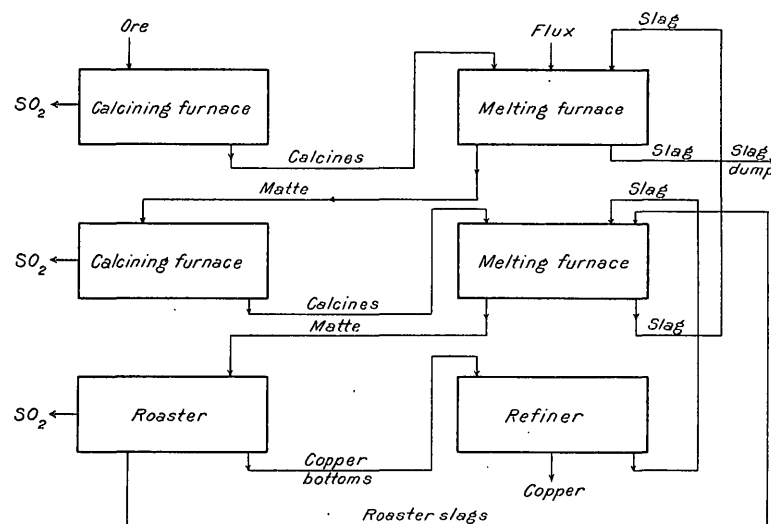 Ore
Flux
Slag
SO₂
Calcining furnace
Melting furnace
Calcines
Slag
Slag
dump
Matte
Slag
SO₂
Calcining furnace
Melting furnace
Calcines
Matte
Slag
SO₂
Roaster
Refiner
Copper
bottoms
Copper
Roaster slags